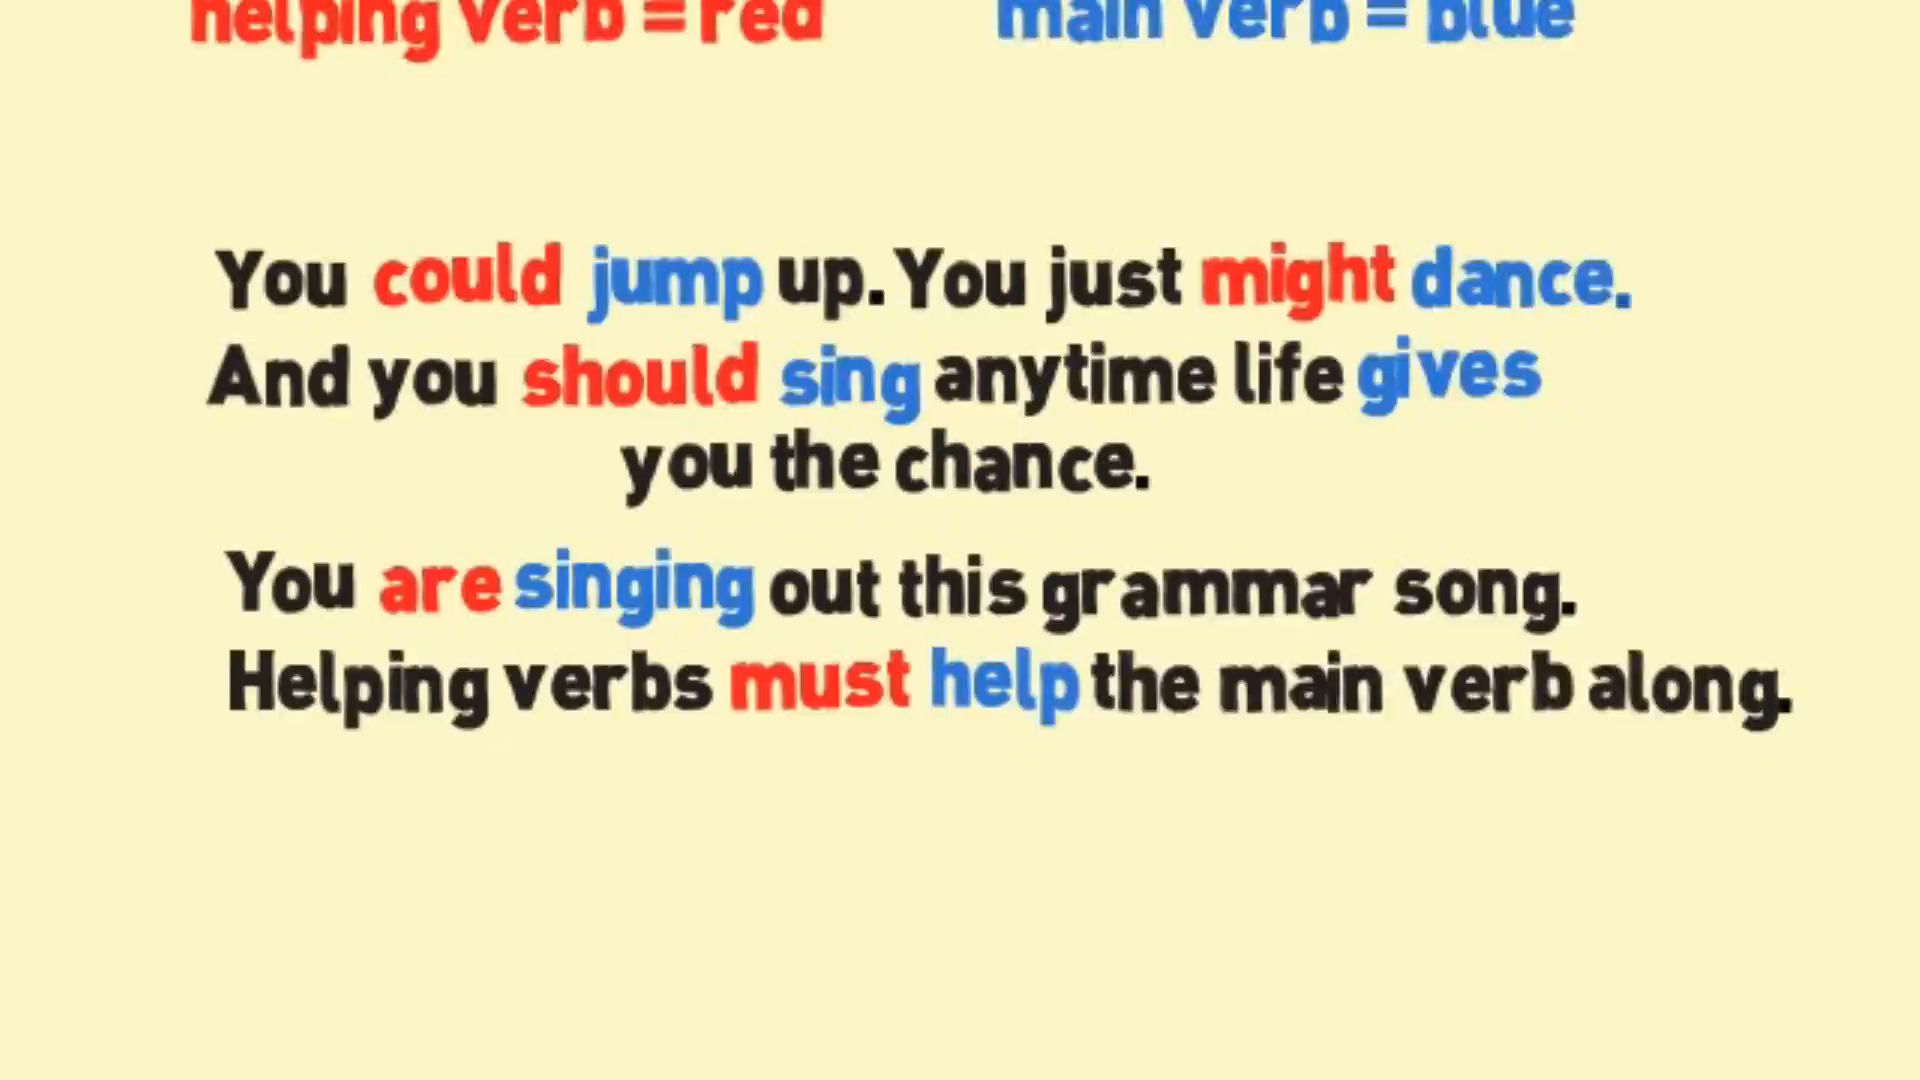 helping verb = red main verb = blue
You could jump up. You just might dance.
And you should sing anytime life gives
you the chance.
You are singing out this grammar song.
Helping verbs must help the main verb along.